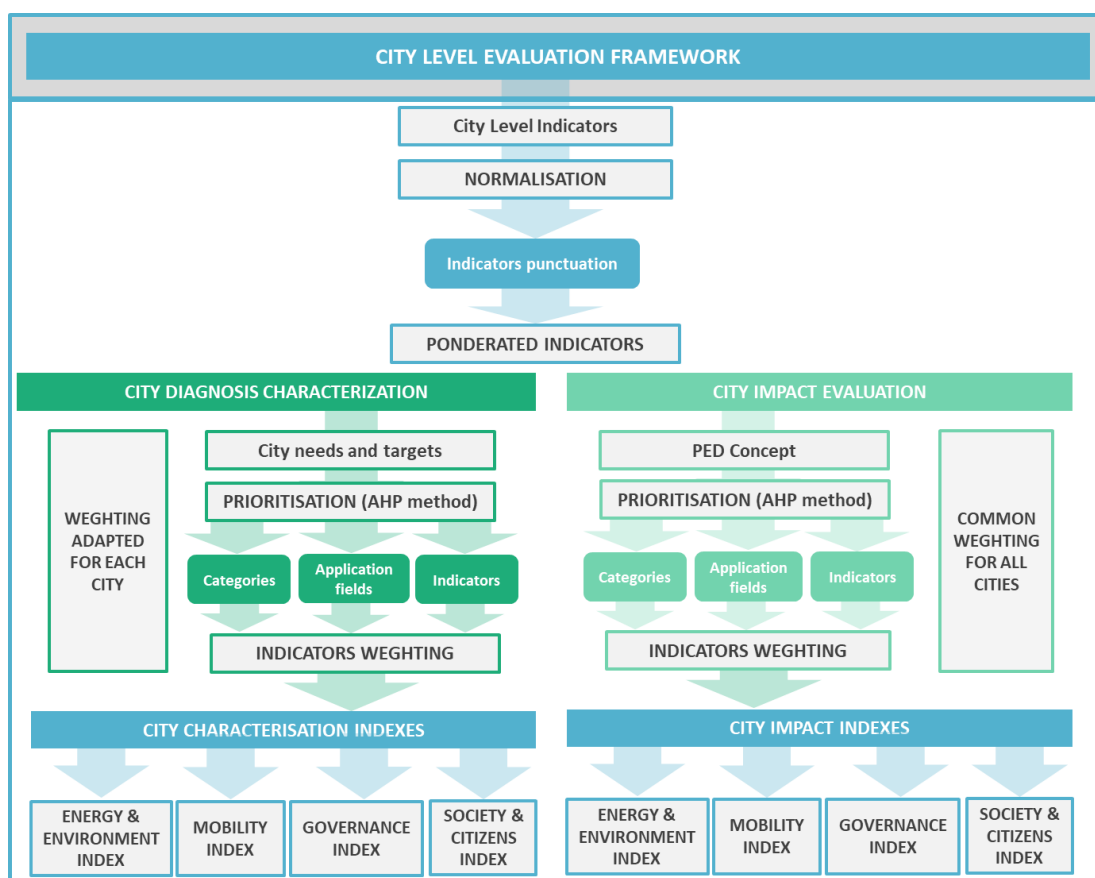 CITY LEVEL EVALUATION FRAMEWORK
City Level Indicators
NORMALISATION
Indicators punctuation
PONDERATED INDICATORS
CITY DIAGNOSIS CHARACTERIZATION
WEGHTING
ADAPTED
FOR EACH
CITY
City needs and targets
PRIORITISATION (AHP method)
Categories
Application
fields
Indicators
INDICATORS WEGHTING
CITY CHARACTERISATION INDEXES
ENERGY &
ENVIRONMENT
INDEX
MOBILITY
INDEX
GOVERNANCE
INDEX
SOCIETY &
CITIZENS
INDEX
CITY IMPACT EVALUATION
PED Concept
PRIORITISATION (AHP method)
Categories
Application
fields
Indicators
INDICATORS WEGHTING
COMMON
WEGHTING
FOR ALL
CITIES
CITY IMPACT INDEXES
ENERGY &
ENVIRONMENT
INDEX
MOBILITY
INDEX
GOVERNANCE
INDEX
SOCIETY &
CITIZENS
INDEX